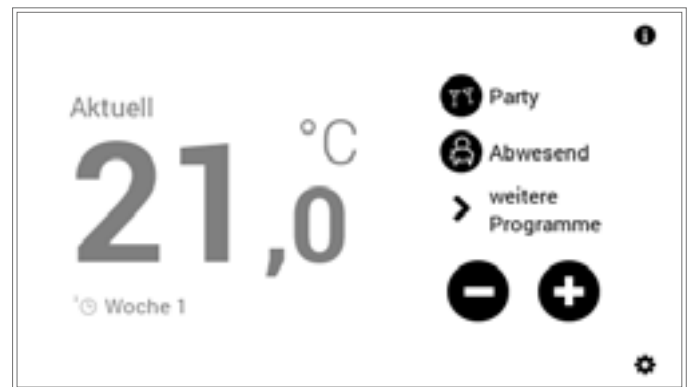 Aktuell
21,0 °C
Woche 1
Party
Abwesend
weitere
Programme